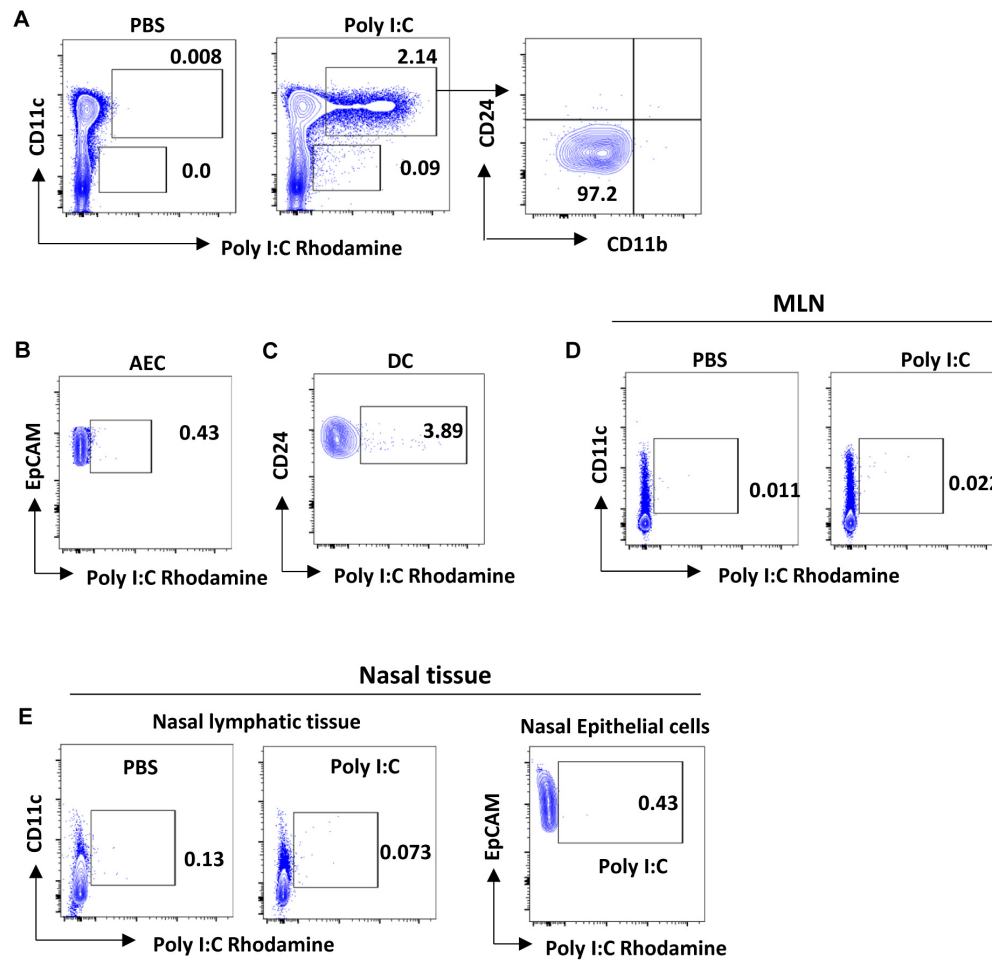 A
PBS
Poly I:C
0.008
2.14
CD11c
0.0
0.09
CD24
97.2
Poly I:C Rhodamine
CD11b
MLN
B
AEC
C
DC
D
PBS
Poly I:C
EpCAM
0.43
CD24
3.89
CD11c
0.011
0.022
Poly I:C Rhodamine
Poly I:C Rhodamine
Poly I:C Rhodamine
Nasal tissue
E
Nasal lymphatic tissue
Nasal Epithelial cells
PBS
Poly I:C
CD11c
0.13
0.073
EpCAM
0.43
Poly I:C
Poly I:C Rhodamine
Poly I:C Rhodamine